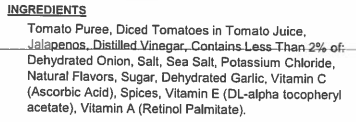 INGREDIENTS
Tomato Puree, Diced Tomatoes in Tomato Juice,
Jalapenos, Distilled Vinegar, Contains Less Than 2% of:
Dehydrated Onion, Salt, Sea Salt, Potassium Chloride,
Natural Flavors, Sugar, Dehydrated Garlic, Vitamin C
(Ascorbic Acid), Spices, Vitamin E (DL-alpha tocopheryl
acetate), Vitamin A (Retinol Palmitate).